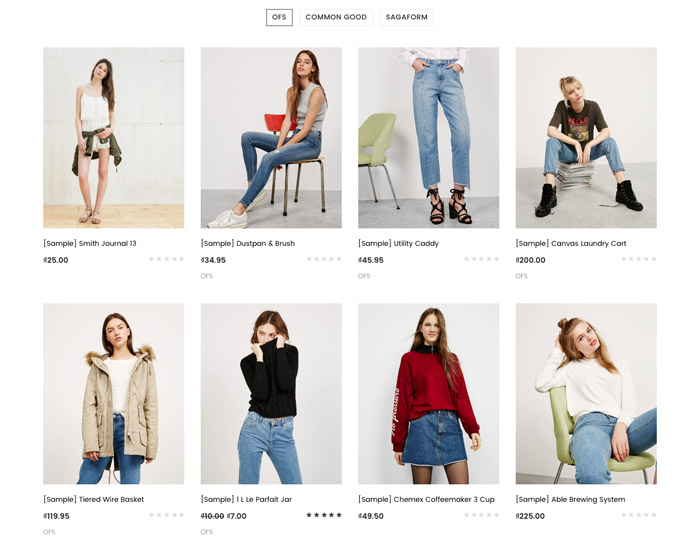 OFS COMMON GOOD SAGAFORM
HELLO
[Sample] Smith Journal 13
[Sample] Dustpan & Brush
[Sample] Utility Caddy
[Sample] Canvas Laundry Cart
₫25.00
₫34.95
₫45.95
₫200.00
OFS
OFS
OFS
[Sample] Tiered Wire Basket
[Sample] 1 L Le Parfait Jar
[Sample] Chemex Coffeemaker 3 Cup
[Sample] Able Brewing System
₫119.95
₫10.00 ₫7.00
₫49.50
₫225.00
OFS
OFS